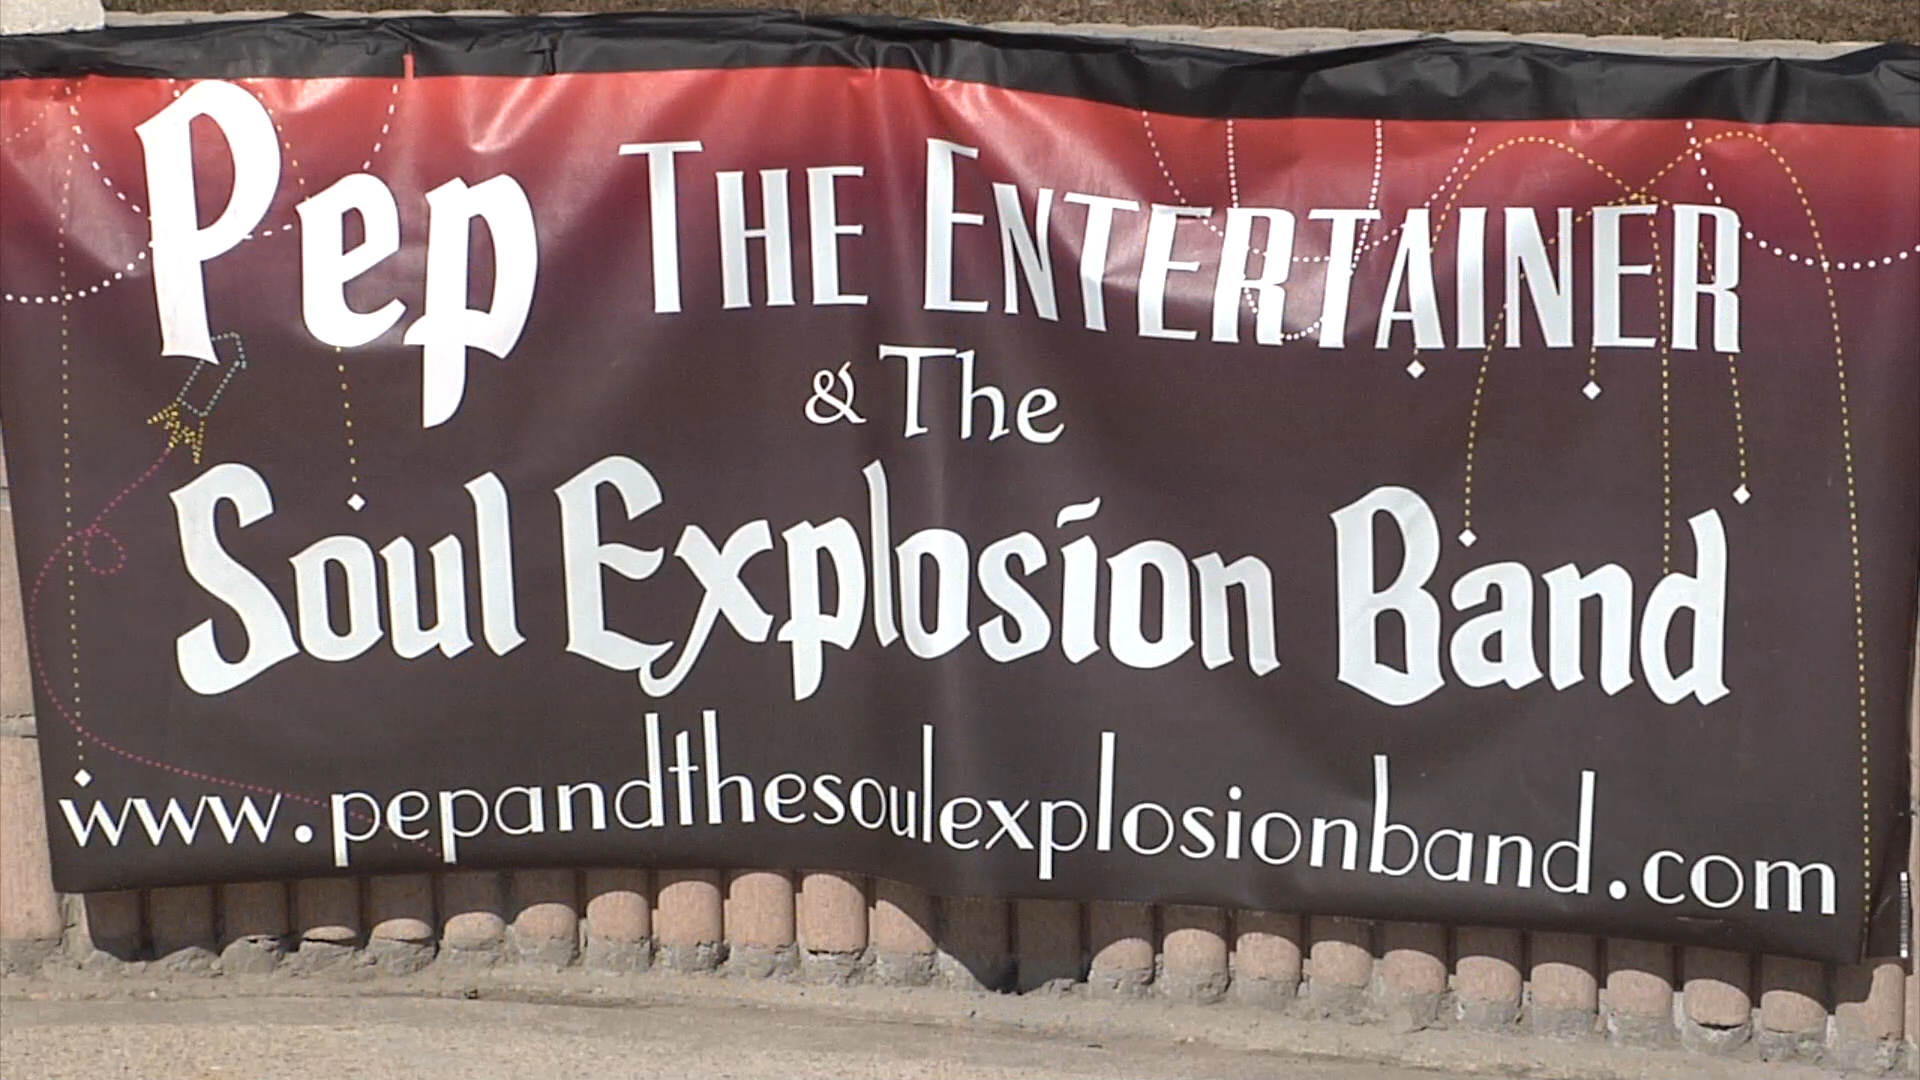 Pep THE ENTERTAINER
& The
Soul Explosion Band
www.pepandthesoulexplosionband.com